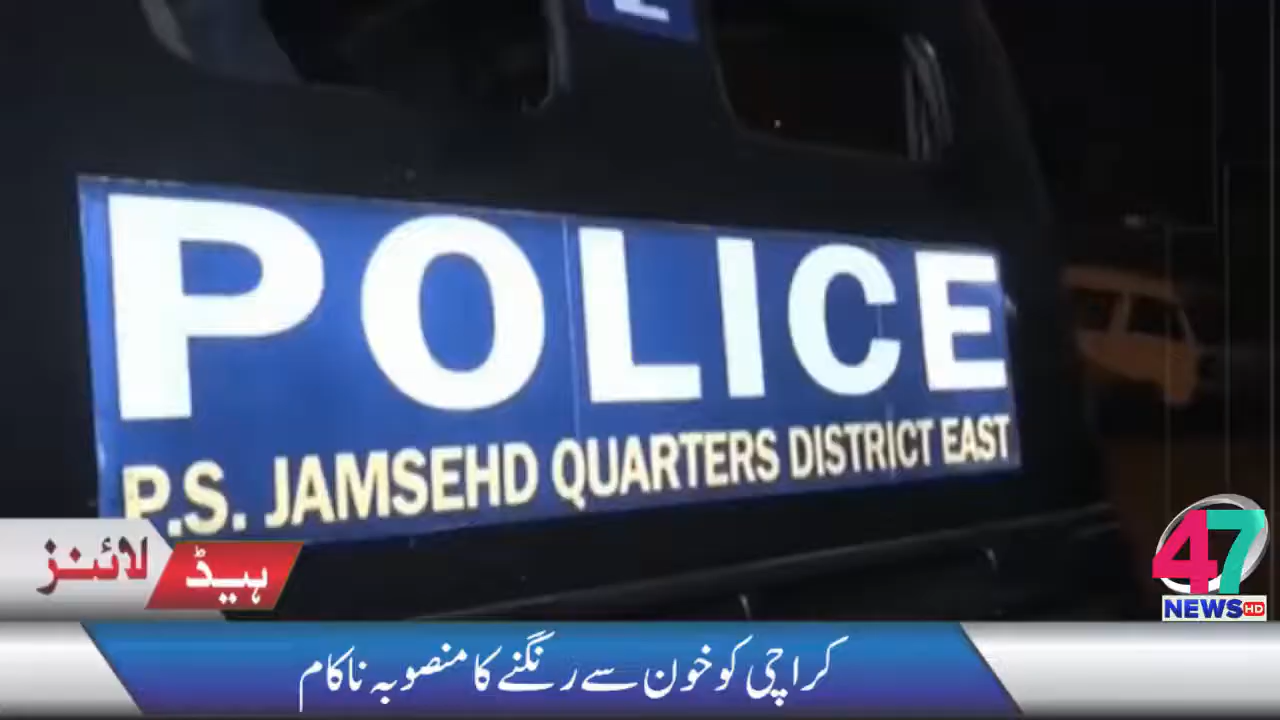 POLICE
P.S. JAMSEHD QUARTERS DISTRICT EAST
ہیڈ لائنز
47
NEWS HD
کراچی کو خون سے رنگنے کا منصوبہ ناکام